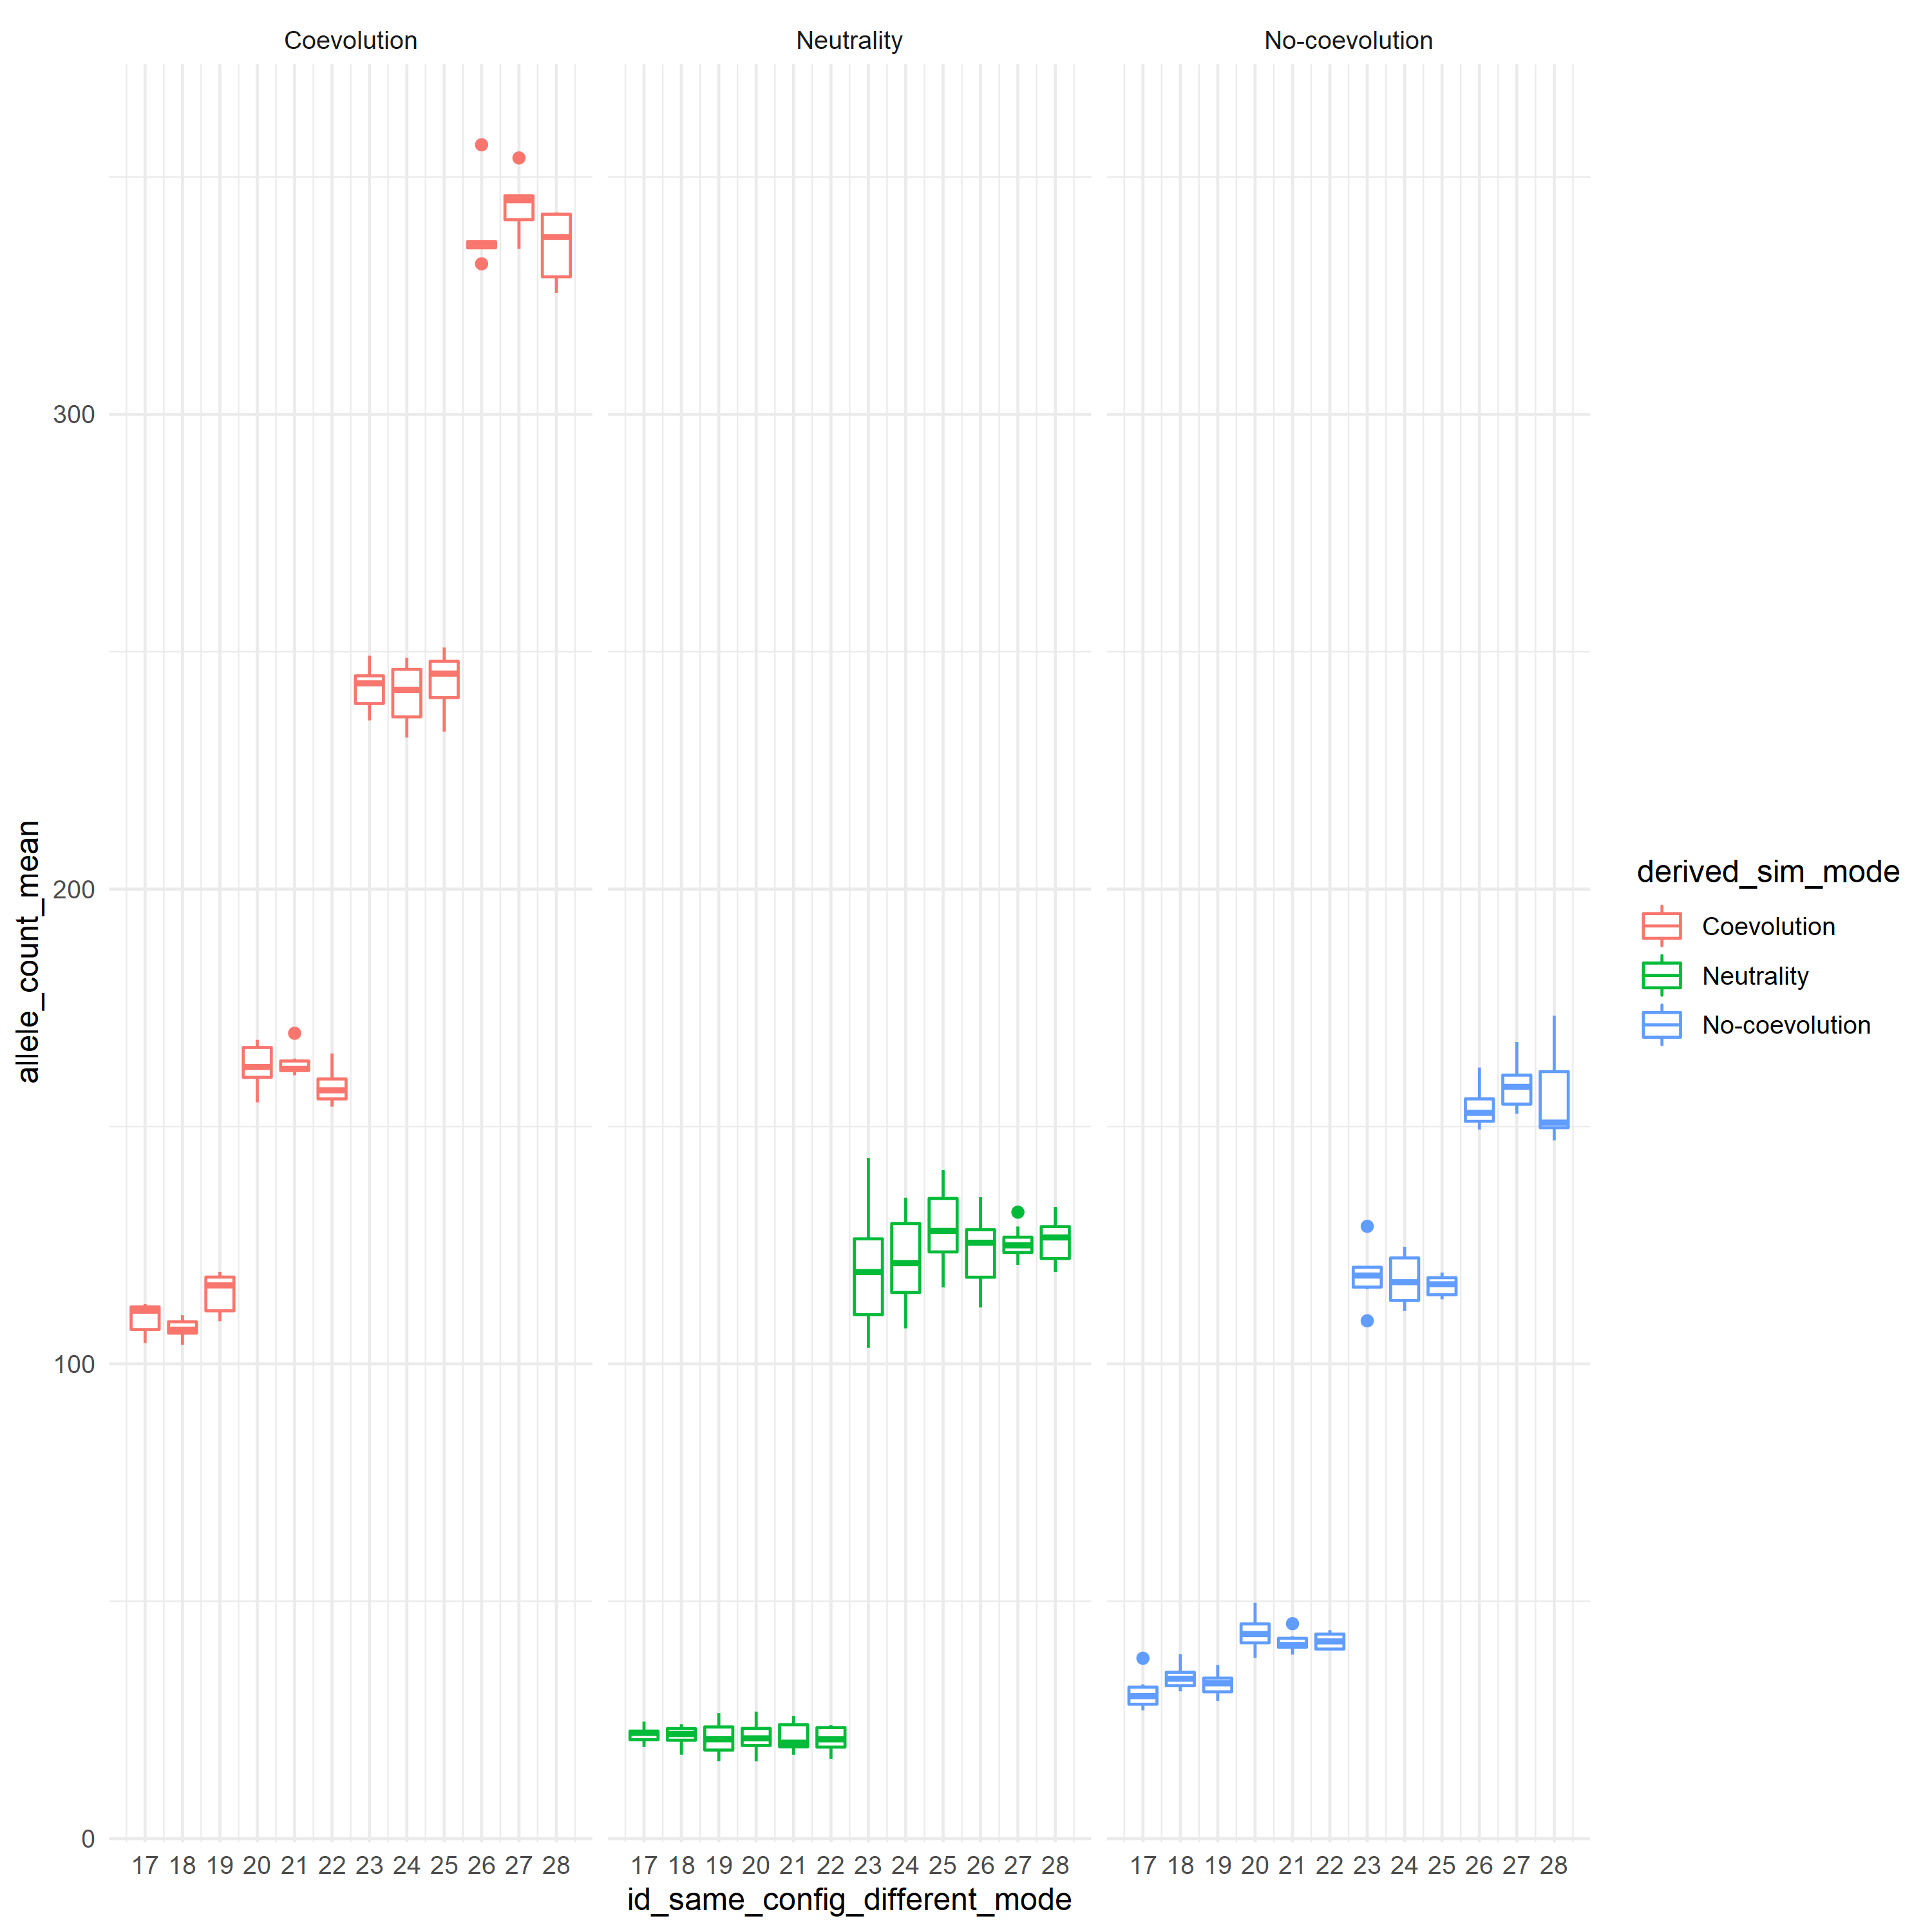 Coevolution Neutrality No-coevolution
300
200
100
0
allele_count_mean
17 18 19 20 21 22 23 24 25 26 27 28
17 18 19 20 21 22 23 24 25 26 27 28
17 18 19 20 21 22 23 24 25 26 27 28
id_same_config_different_mode
derived_sim_mode
Coevolution
Neutrality
No-coevolution